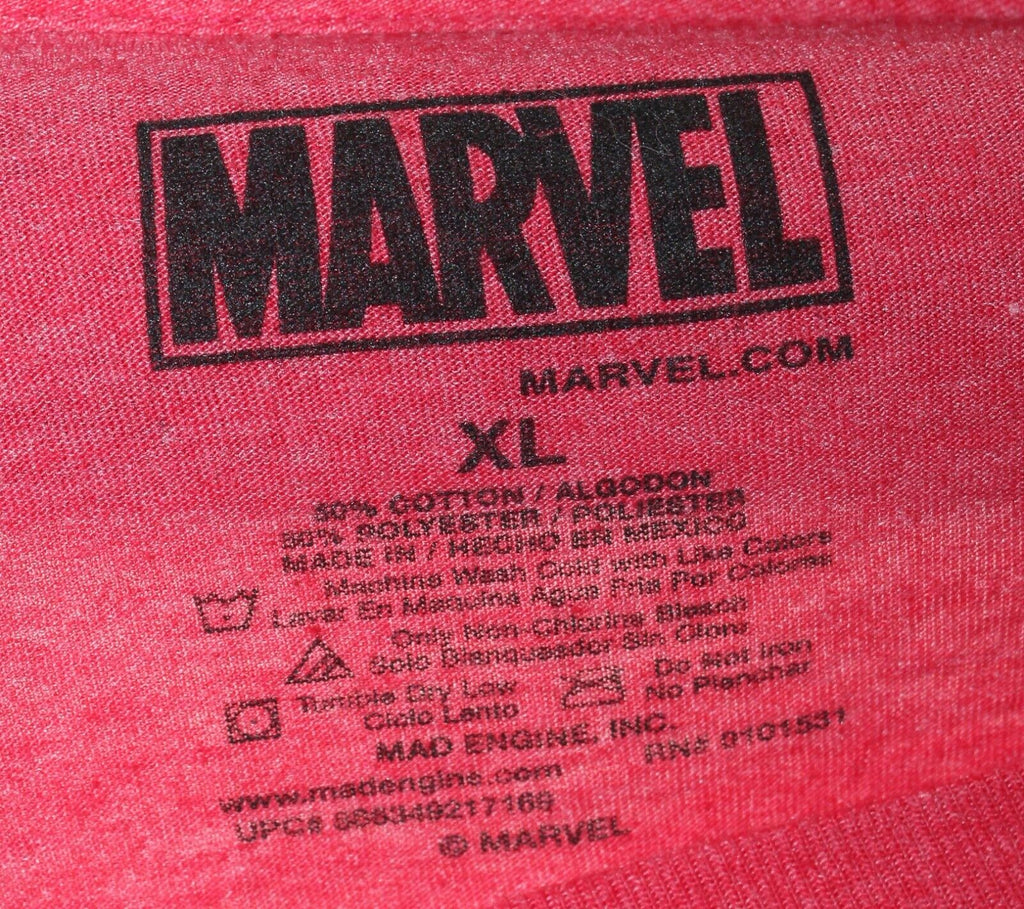 MARVEL
MARVEL.COM
XL
50% COTTON / ALGODON
50% POLYESTER / POLIESTER
MADE IN / HECHO EN MEXICO
Machine Wash Cold with Like Colors
Lavar En Maquina Agua Fria Por Colores
Only Non-Chlorine Bleach
Solo Blanqueador Sin Cloro
Tumble Dry Low
Ciclo Lento
Do Not Iron
No Planchar
MAD ENGINE, INC.
RN# 0101531
www.madengine.com
UPC#
© MARVEL